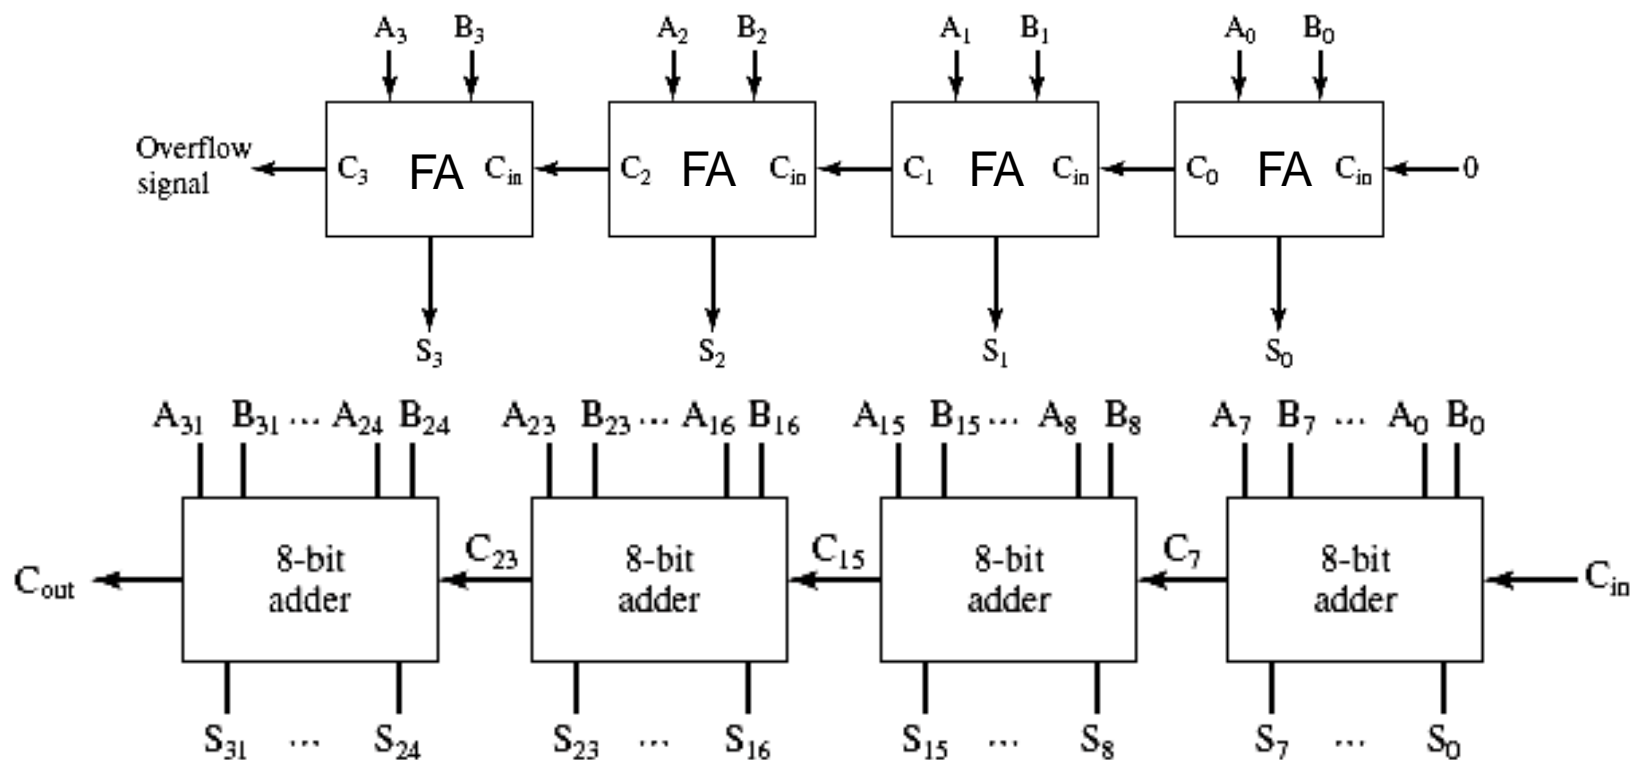 A₃ B₃ A₂ B₂ A₁ B₁ A₀ B₀
Overflow
signal
C₃ FA Cᵢₙ C₂ FA Cᵢₙ C₁ FA Cᵢₙ C₀ FA Cᵢₙ 0
S₃ S₂ S₁ S₀
A₃₁ B₃₁ ... A₂₄ B₂₄ A₂₃ B₂₃ ... A₁₆ B₁₆ A₁₅ B₁₅ ... A₈ B₈ A₇ B₇ ... A₀ B₀
Cₒᵤₜ 8-bit adder C₂₃ 8-bit adder C₁₅ 8-bit adder C₇ 8-bit adder Cᵢₙ
S₃₁ ... S₂₄ S₂₃ ... S₁₆ S₁₅ ... S₈ S₇ ... S₀